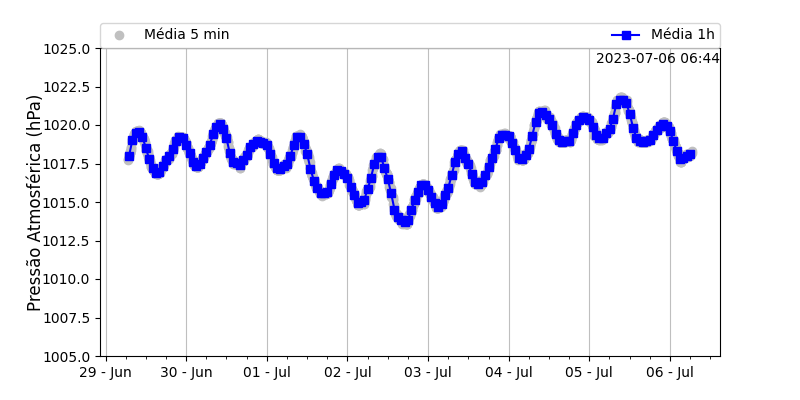 Média 5 min
Média 1h
2023-07-06 06:44
Pressão Atmosférica (hPa)
1025.0
1022.5
1020.0
1017.5
1015.0
1012.5
1010.0
1007.5
1005.0
29 - Jun
30 - Jun
01 - Jul
02 - Jul
03 - Jul
04 - Jul
05 - Jul
06 - Jul